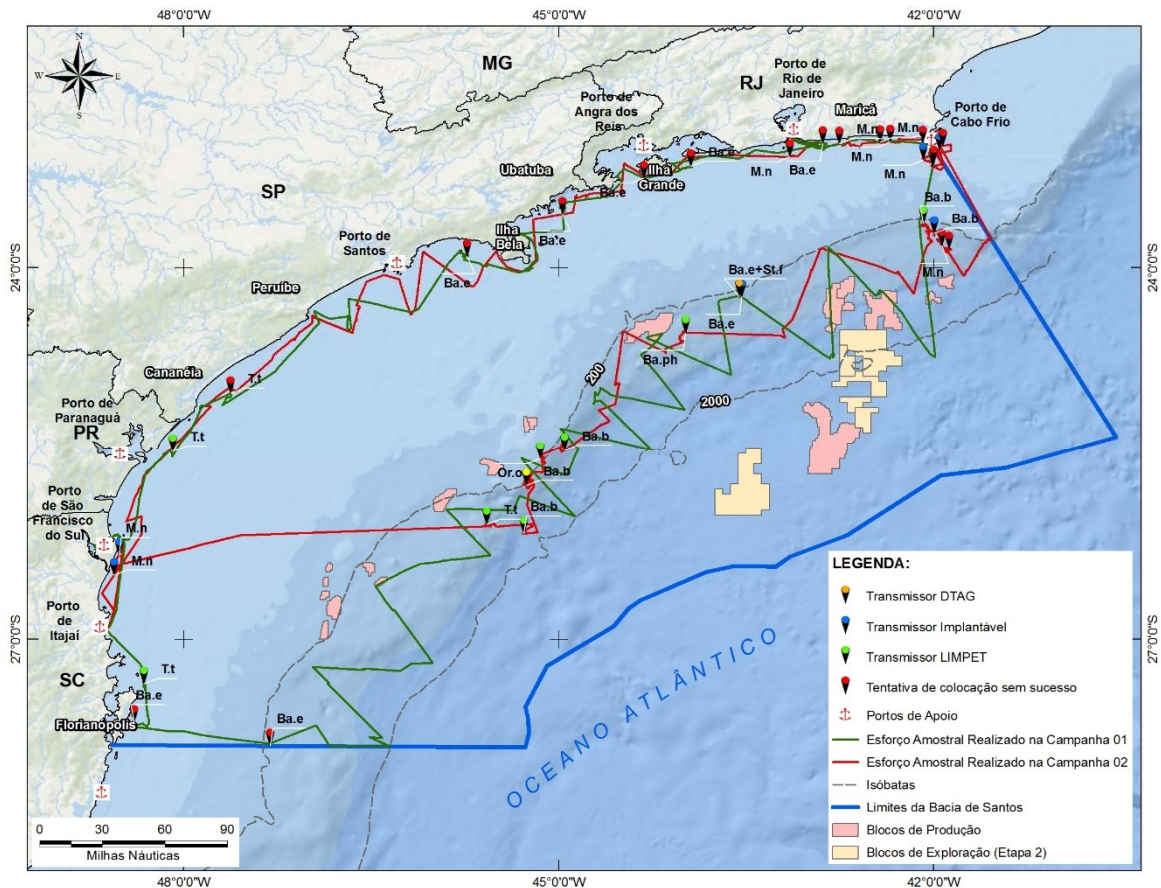 48°0'0"W 45°0'0"W 42°0'0"W
N
W E
S
MG
RJ
SP
PR
SC
Porto de
Rio de
Janeiro
Maricá
Porto de
Cabo Frio
Porto de
Angra dos
Reis
Ubatuba
Ilha
Grande
Ilha
Bela
Porto de
Santos
Peruíbe
Cananéia
Porto de
Paranaguá
Porto
de São
Francisco
do Sul
Porto
de
Itajaí
Florianópolis
M.n
M.n
M.n
M.n
M.n
Ba.e
Ba.e
Ba.e
Ba.e
Ba.e
Ba.b
Ba.b
M.n
Ba.e+St.f
Ba.e
Ba.ph
200
2000
Ba.b
Or.o
Ba.b
Ba.b
T.t
T.t
T.t
M.n
M.n
T.t
Ba.e
Ba.e
24°0'0"S
24°0'0"S
27°0'0"S
27°0'0"S
OCEANO ATLÂNTICO
LEGENDA:
Transmissor DTAG
Transmissor Implantável
Transmissor LIMPET
Tentativa de colocação sem sucesso
Portos de Apoio
Esforço Amostral Realizado na Campanha 01
Esforço Amostral Realizado na Campanha 02
Isóbatas
Limites da Bacia de Santos
Blocos de Produção
Blocos de Exploração (Etapa 2)
0 30 60 90
Milhas Náuticas
48°0'0"W 45°0'0"W 42°0'0"W